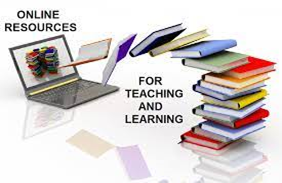 ONLINE
RESOURCES
FOR
TEACHING
AND
LEARNING